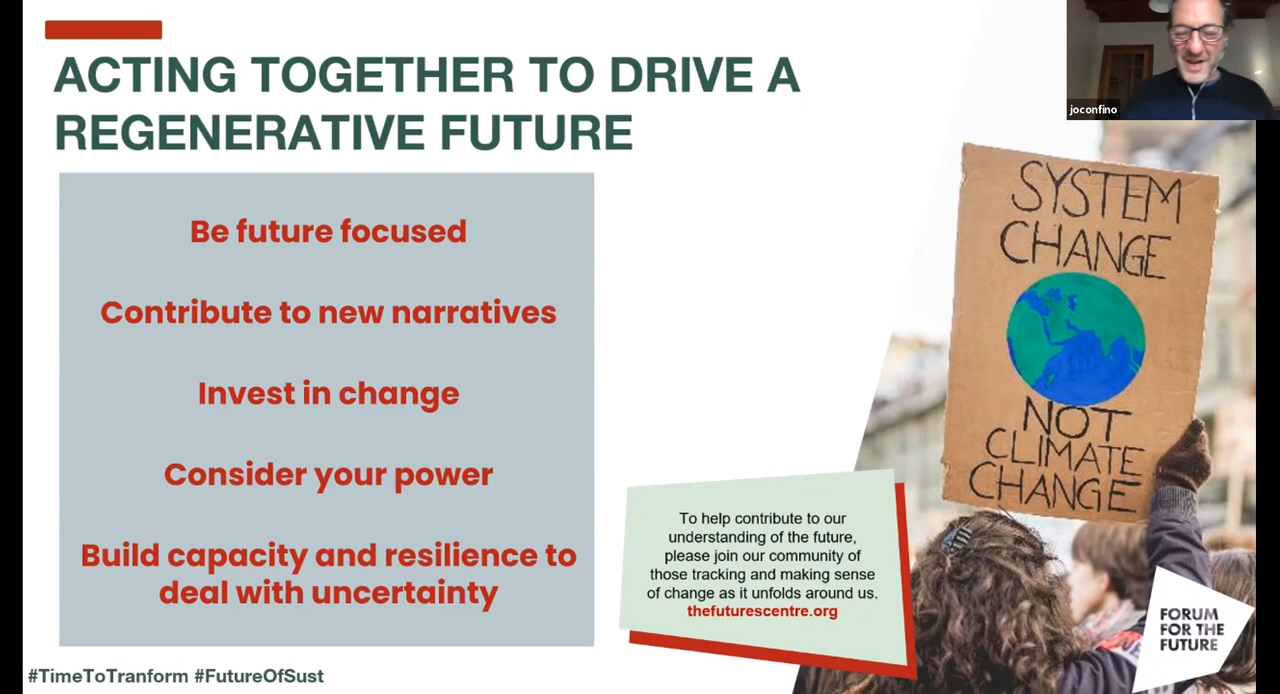 ACTING TOGETHER TO DRIVE A
REGENERATIVE FUTURE
joconfino
Be future focused
Contribute to new narratives
Invest in change
Consider your power
Build capacity and resilience to
deal with uncertainty
SYSTEM
CHANGE
NOT
CLIMATE
CHANGE
To help contribute to our
understanding of the future,
please join our community of
those tracking and making sense
of change as it unfolds around us.
thefuturescentre.org
FORUM
FOR THE
FUTURE
#TimeToTranform #FutureOfSust